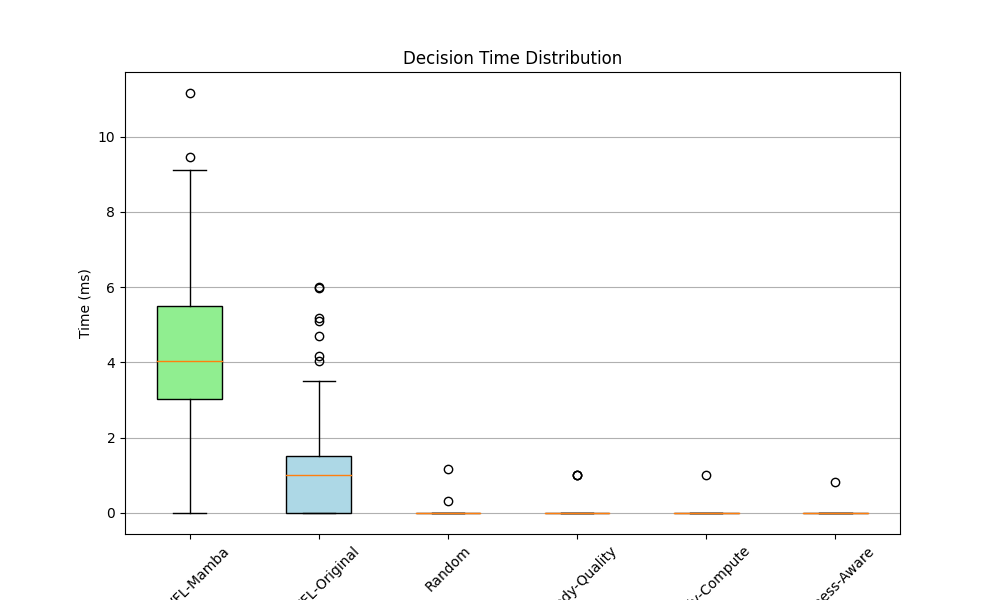 Decision Time Distribution
Time (ms)
10
8
6
4
2
0
FL-Mamba
FL-Original
Random
dy-Quality
y-Compute
ess-Aware